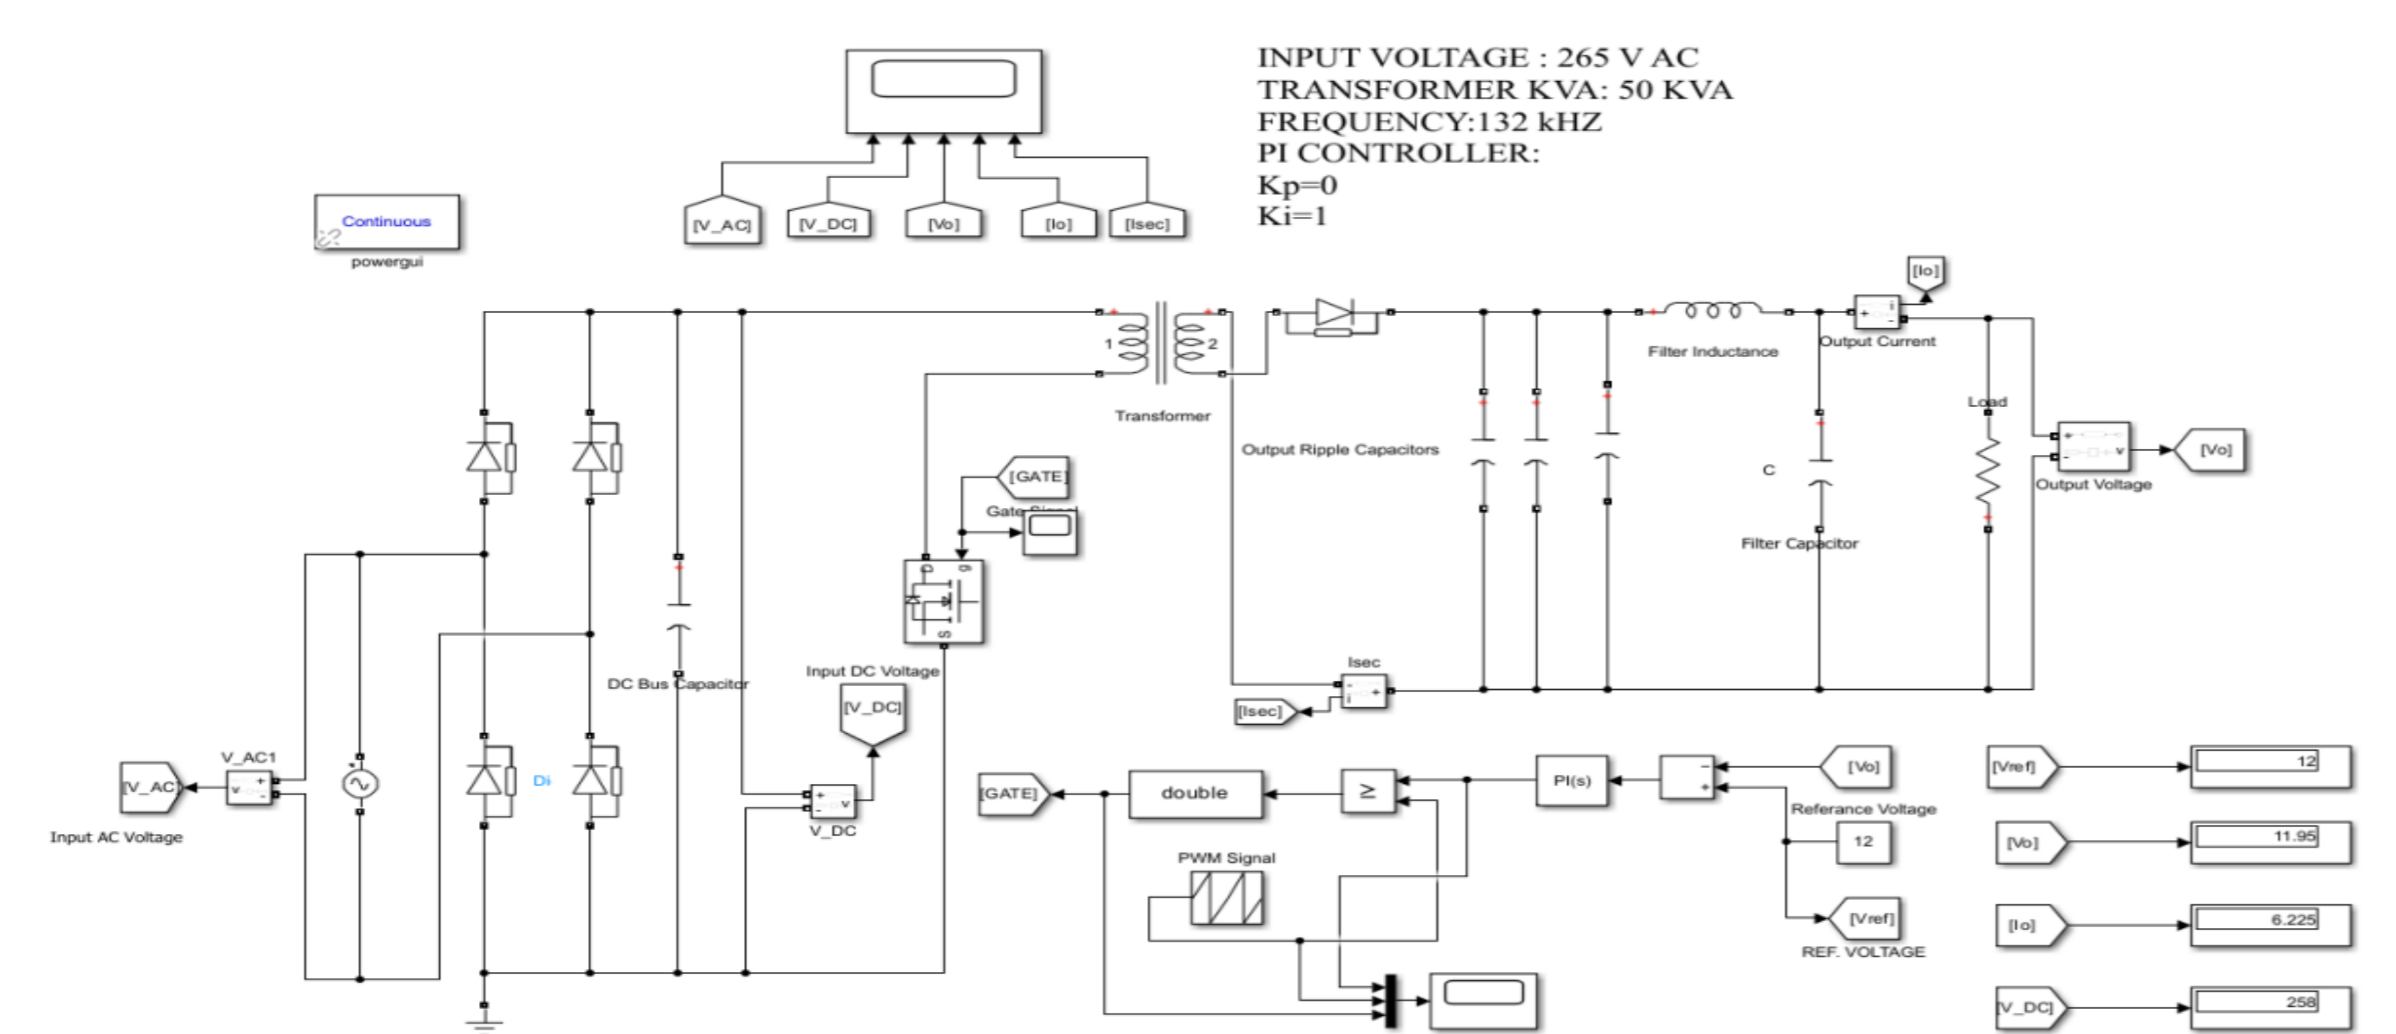 INPUT VOLTAGE : 265 V AC
TRANSFORMER KVA: 50 KVA
FREQUENCY:132 kHZ
PI CONTROLLER:
Kp=0
Ki=1
Continuous
powergui
[V_AC]
[V_DC]
[Vo]
[Io]
[Isec]
[Io]
Output Current
1
2
Transformer
Filter Inductance
Load
Output Ripple Capacitors
C
[Vo]
Output Voltage
Filter Capacitor
[GATE]
Gate Signal
g
D
S
DC Bus Capacitor
Input DC Voltage
[V_DC]
Isec
i
[Isec]
V_AC1
[V_AC]
v
Input AC Voltage
Di
v
V_DC
[GATE]
double
≥
PI(s)
[Vo]
Referance Voltage
12
[Vref]
REF. VOLTAGE
PWM Signal
[Vref]
12
[Vo]
11.95
[Io]
6.225
[V_DC]
258